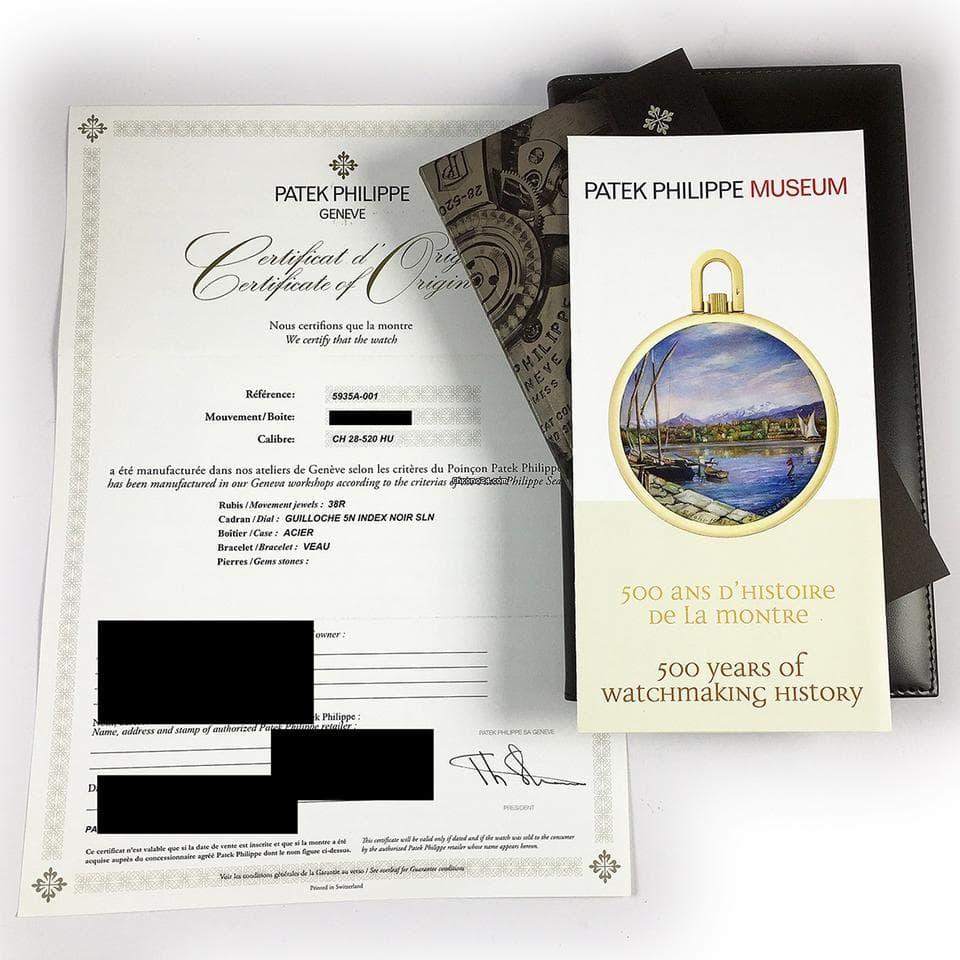 PATEK PHILIPPE
GENEVE
Certificat d'
Certificate of Origin
Nous certifions que la montre
We certify that the watch
Référence: 5935A-001
Mouvement/Boite:
Calibre: CH 28-520 HU
a été manufacturée dans nos ateliers de Genève selon les critères du Poinçon Patek Philippe
has been manufactured in our Geneva workshops according to the criterias Philippe Sea
chrono24.com
Rubis / Movement jewels : 38R
Cadran / Dial : GUILLOCHE 5N INDEX NOIR SLN
Boîtier / Case : ACIER
Bracelet / Bracelet : VEAU
Pierres / Gems stones :
owner :
k Philippe :
Name, address and stamp of authorized Patek Philippe retailer :
PATEK PHILIPPE SA GENEVE
PRESIDENT
PA
Ce certificat n'est valable que si la date de vente est inscrite et que si la montre a été
acquise auprès du concessionnaire agréé Patek Philippe dont le nom figure ci-dessus.
This certificate will be valid only if dated and if the watch was sold to the consumer
by the authorized Patek Philippe retailer whose name appears hereon.
Voir les conditions générales de la Garantie au verso / See overleaf for Guarantee conditions
Printed in Switzerland
28-520
PHILIPP
PATEK PHILIPPE MUSEUM
500 ans d'histoire
de la montre
500 years of
watchmaking history